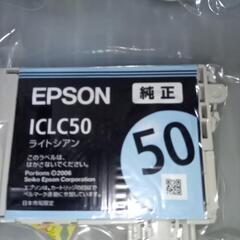 EPSON 純正
ICLC50
ライトシアン
50
このラベルは、
はがさないでください。
Portions ©2006
Seiko Epson Corporation
日本市場限定